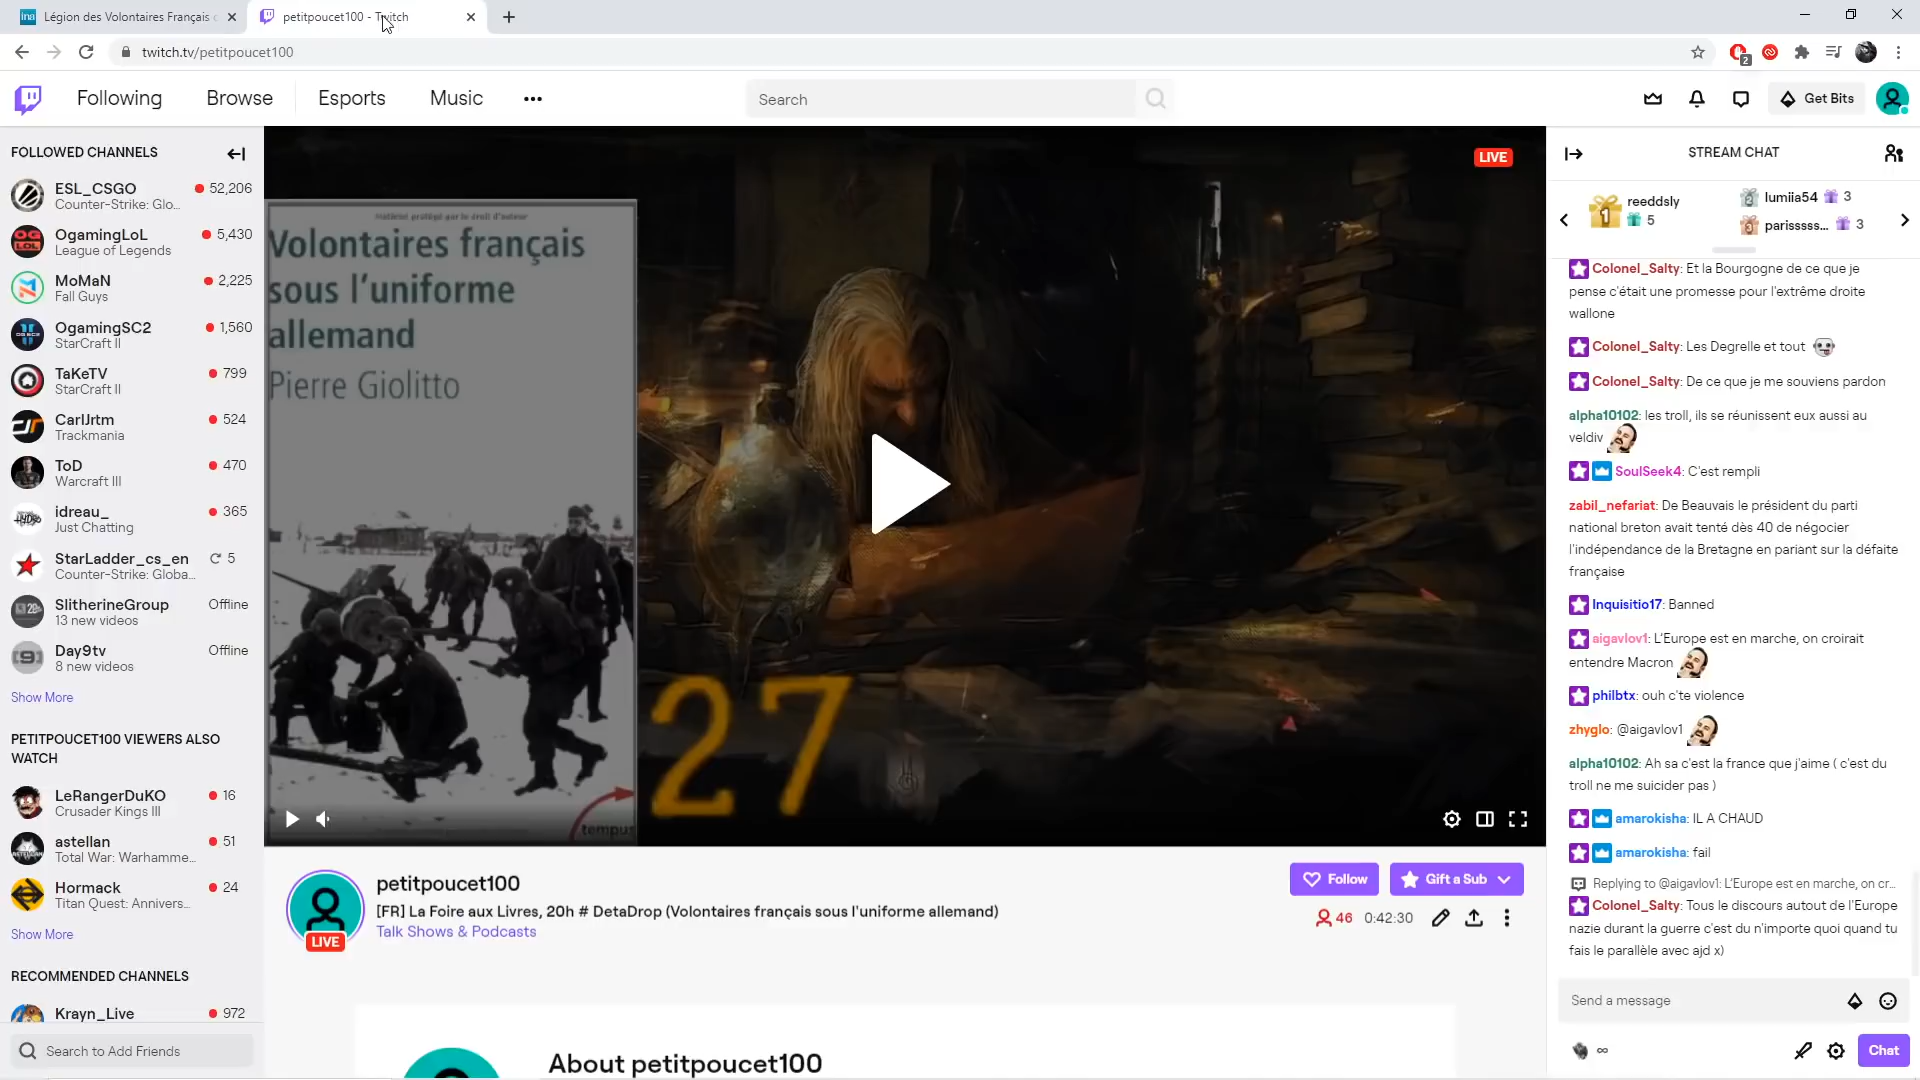 Légion des Volontaires Français
petitpoucet100 - Twitch
twitch.tv/petitpoucet100
2
Following
Browse
Esports
Music
Search
Get Bits
FOLLOWED CHANNELS
ESL_CSGO
52,206
Counter-Strike: Glo...
OgamingLoL
5,430
League of Legends
MoMaN
2,225
Fall Guys
OgamingSC2
1,560
StarCraft II
TaKeTV
799
StarCraft II
CarlJrtm
524
Trackmania
ToD
470
Warcraft III
idreau_
365
Just Chatting
StarLadder_cs_en
5
Counter-Strike: Globa...
SlitherineGroup
Offline
13 new videos
Day9tv
Offline
8 new videos
Show More
PETITPOUCET100 VIEWERS ALSO
WATCH
LeRangerDuKO
16
Crusader Kings III
astellan
51
Total War: Warhamme...
Hormack
24
Titan Quest: Annivers...
Show More
RECOMMENDED CHANNELS
Krayn_Live
972
Search to Add Friends
LIVE
Matériel protégé par le droit d'auteur
Volontaires français
sous l'uniforme
allemand
Pierre Giolitto
27
tempus
petitpoucet100
[FR] La Foire aux Livres, 20h # DetaDrop (Volontaires français sous l'uniforme allemand)
Talk Shows & Podcasts
LIVE
Follow
Gift a Sub
46
0:42:30
About petitpoucet100
STREAM CHAT
1
reeddsly
5
lumiia54
3
parisssss...
3
Colonel_Salty: Et la Bourgogne de ce que je
pense c'était une promesse pour l'extrême droite
wallone
Colonel_Salty: Les Degrelle et tout
Colonel_Salty: De ce que je me souviens pardon
alpha10102: les troll, ils se réunissent eux aussi au
veldiv
SoulSeek4: C'est rempli
zabil_nefariat: De Beauvais le président du parti
national breton avait tenté dès 40 de négocier
l'indépendance de la Bretagne en pariant sur la défaite
française
Inquisitio17: Banned
aigavlov1: L'Europe est en marche, on croirait
entendre Macron
philbtx: ouh c'te violence
zhyglo: @aigavlov1
alpha10102: Ah sa c'est la france que j'aime ( c'est du
troll ne me suicider pas )
amarokisha: IL A CHAUD
amarokisha: fail
Replying to @aigavlov1: L'Europe est en marche, on cr...
Colonel_Salty: Tous le discours autout de l'Europe
nazie durant la guerre c'est du n'importe quoi quand tu
fais le parallèle avec ajd x)
Send a message
∞
Chat